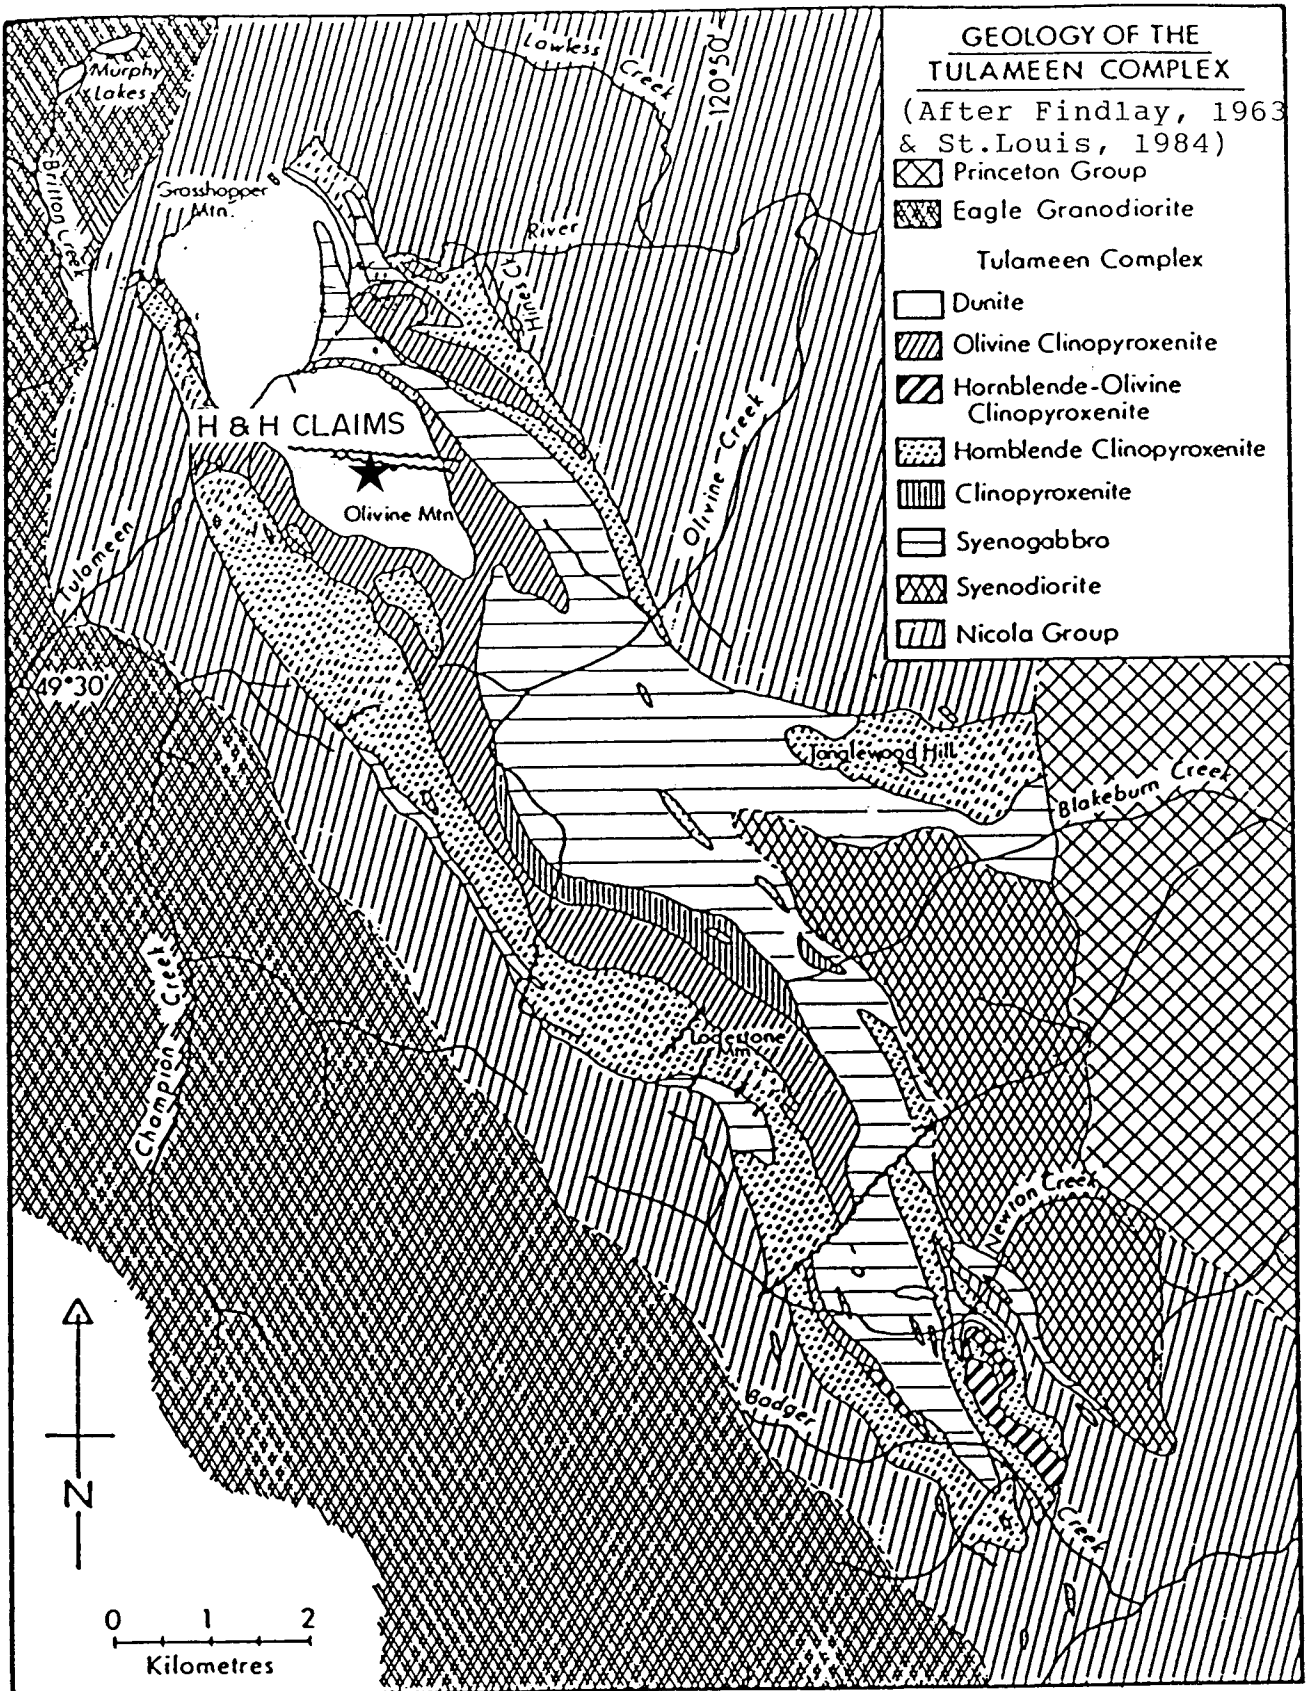 GEOLOGY OF THE
TULAMEEN COMPLEX
(After Findlay, 1963
& St.Louis, 1984)
Princeton Group
Eagle Granodiorite
Tulameen Complex
Dunite
Olivine Clinopyroxenite
Hornblende-Olivine
Clinopyroxenite
Hornblende Clinopyroxenite
Clinopyroxenite
Syenogabbro
Syenodiorite
Nicola Group
Lawless
Creek
120°50'
Murphy
Lakes
Britton Creek
Grasshopper
Mtn.
River
Hines Cr.
H & H CLAIMS
Olivine Mtn
Olivine Creek
Tulameen
49°30'
Tanglewood Hill
Blakeburn Creek
Champion Creek
Lodestone
Mtn
Newton Creek
Badger
Creek
N
0 1 2
Kilometres